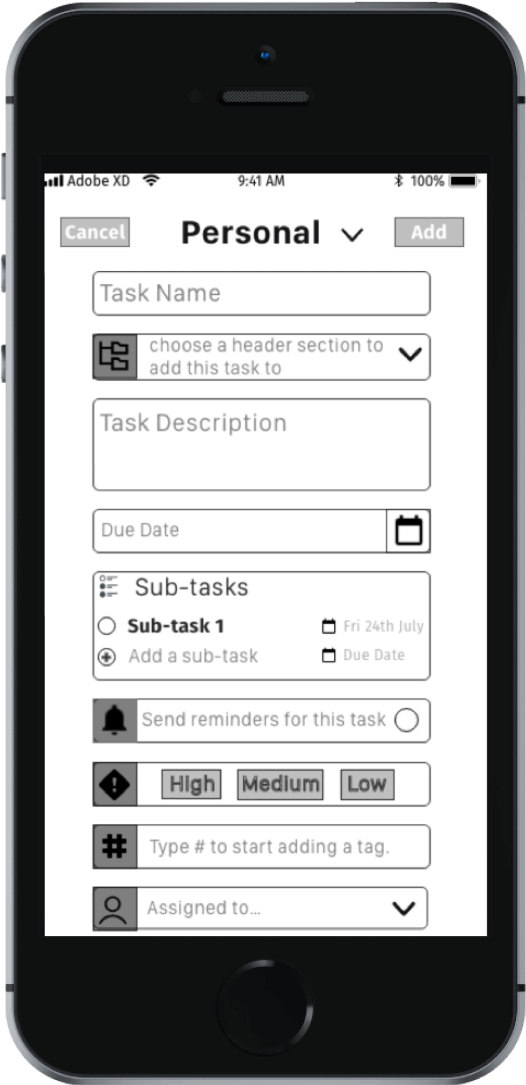 Adobe XD 9:41 AM 100%
Cancel Personal Add
Task Name
choose a header section to
add this task to
Task Description
Due Date
Sub-tasks
Sub-task 1 Fri 24th July
Add a sub-task Due Date
Send reminders for this task
High Medium Low
# Type # to start adding a tag.
Assigned to...